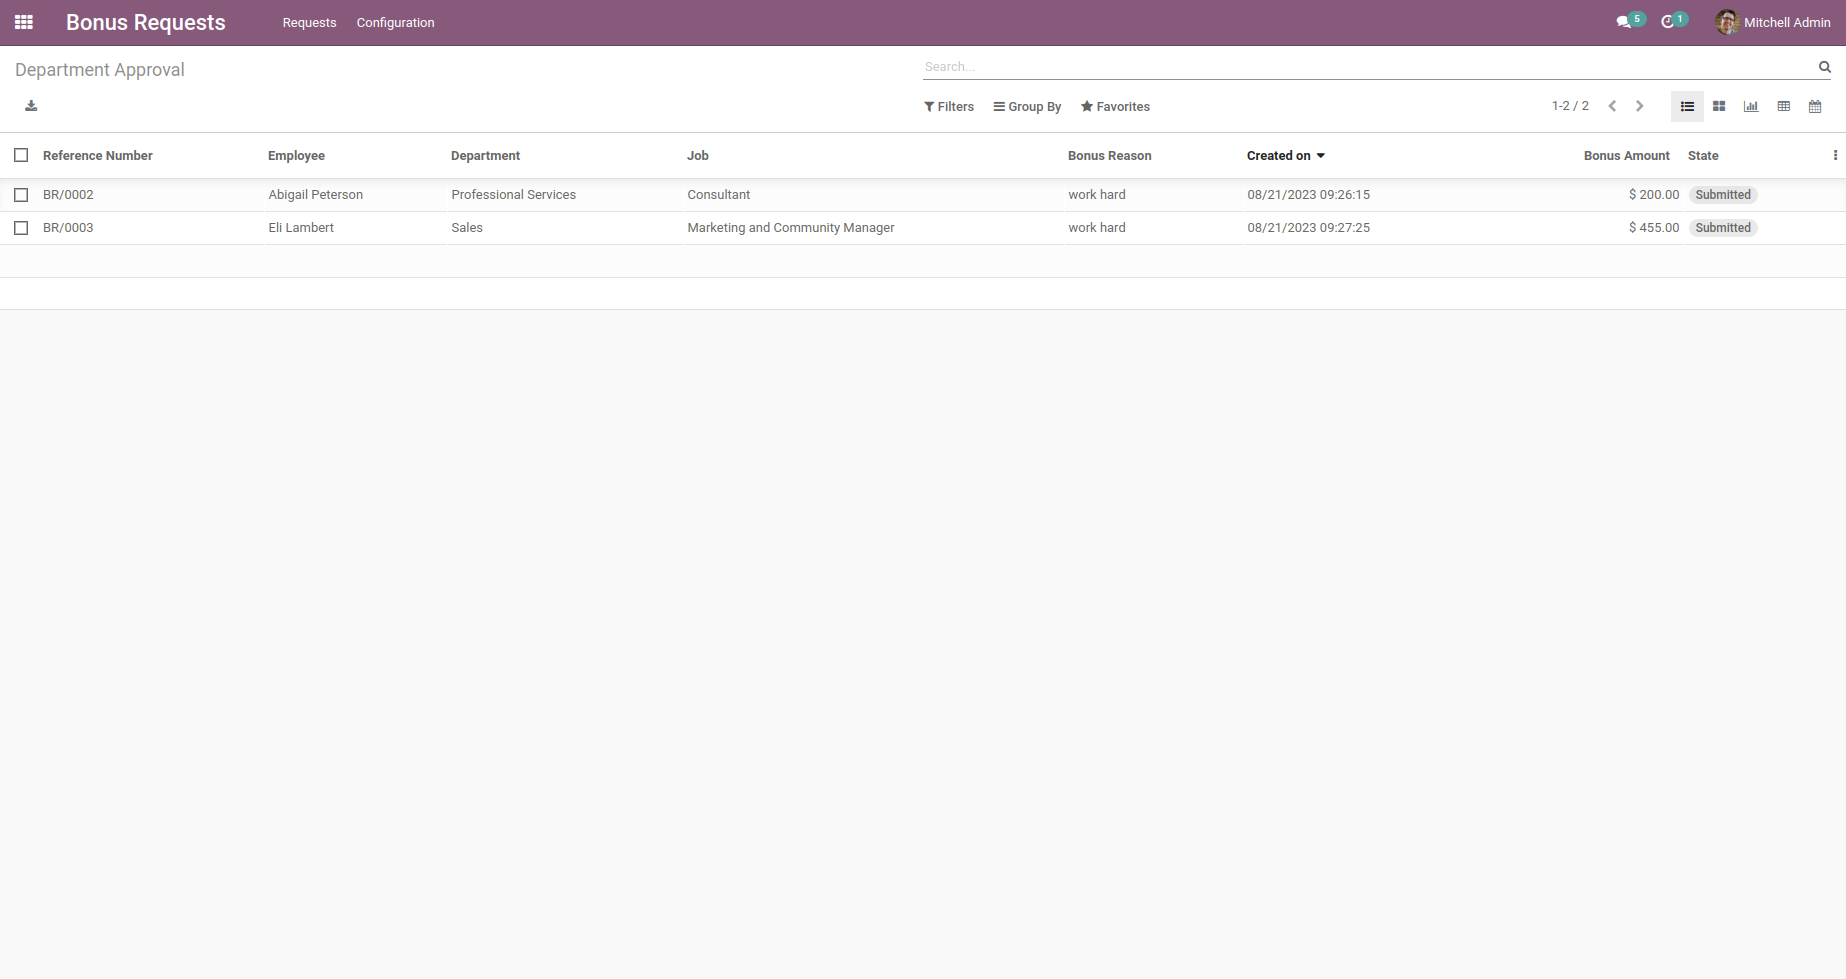 Bonus Requests Requests Configuration 5 1 Mitchell Admin
Department Approval Search...
Filters Group By Favorites 1-2 / 2
Reference Number Employee Department Job Bonus Reason Created on Bonus Amount State
BR/0002 Abigail Peterson Professional Services Consultant work hard 08/21/2023 09:26:15 $ 200.00 Submitted
BR/0003 Eli Lambert Sales Marketing and Community Manager work hard 08/21/2023 09:27:25 $ 455.00 Submitted